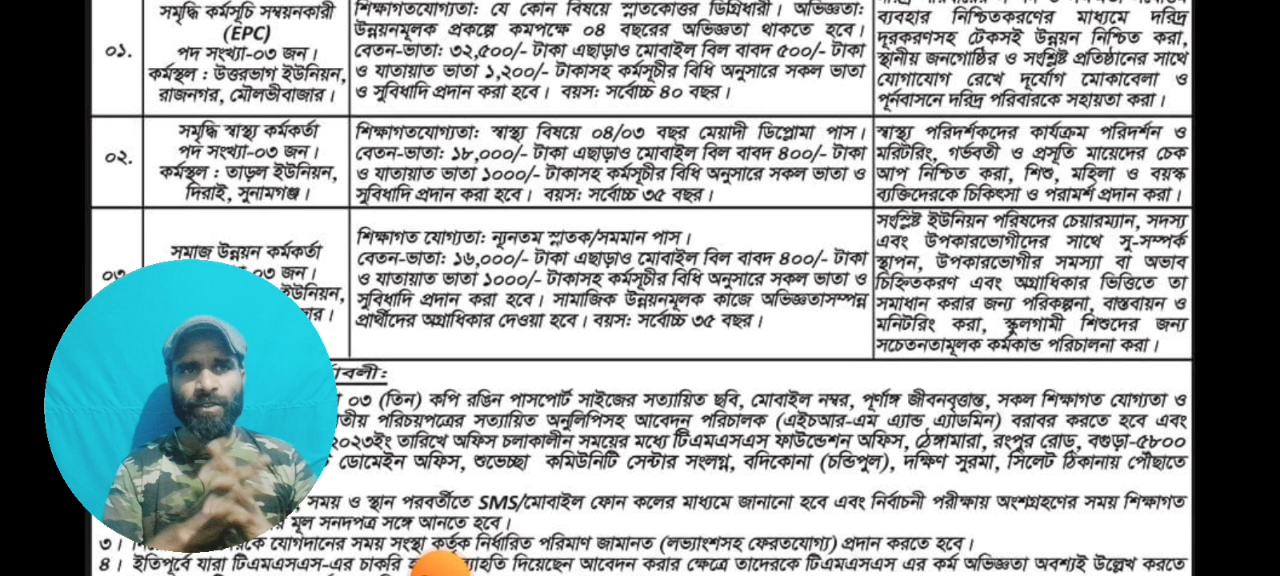 সমৃদ্ধি কর্মসূচি সমন্বয়কারী
(EPC)
০১.
পদ সংখ্যা-০৩ জন।
কর্মস্থল : উত্তরভাগ ইউনিয়ন,
রাজনগর, মৌলভীবাজার।
শিক্ষাগতযোগ্যতা: যে কোন বিষয়ে স্নাতকোত্তর ডিগ্রিধারী। অভিজ্ঞতা:
উন্নয়নমূলক প্রকল্পে কমপক্ষে ০৪ বছরের অভিজ্ঞতা থাকতে হবে।
বেতন-ভাতা: ৩২,৫০০/- টাকা এছাড়াও মোবাইল বিল বাবদ ৫০০/- টাকা
ও যাতায়াত ভাতা ১,২০০/- টাকাসহ কর্মসূচীর বিধি অনুসারে সকল ভাতা
ও সুবিধাদি প্রদান করা হবে। বয়স: সর্বোচ্চ ৪০ বছর।
ব্যবহার নিশ্চিতকরণের মাধ্যমে দরিদ্র
দূরকরণসহ টেকসই উন্নয়ন নিশ্চিত করা,
স্থানীয় জনগোষ্ঠির ও সংশ্লিষ্ট প্রতিষ্ঠানের সাথে
যোগাযোগ রেখে দূর্যোগ মোকাবেলা ও
পূর্নবাসনে দরিদ্র পরিবারকে সহায়তা করা।
০২.
সমৃদ্ধি স্বাস্থ্য কর্মকর্তা
পদ সংখ্যা-০৩ জন।
কর্মস্থল : তাড়ল ইউনিয়ন,
দিরাই, সুনামগঞ্জ।
শিক্ষাগতযোগ্যতা: স্বাস্থ্য বিষয়ে ০৪/০৩ বছর মেয়াদী ডিপ্লোমা পাস।
বেতন-ভাতা: ১৮,০০০/- টাকা এছাড়াও মোবাইল বিল বাবদ ৪০০/- টাকা
ও যাতায়াত ভাতা ১০০০/- টাকাসহ কর্মসূচীর বিধি অনুসারে সকল ভাতা ও
সুবিধাদি প্রদান করা হবে। বয়স: সর্বোচ্চ ৩৫ বছর।
স্বাস্থ্য পরিদর্শকদের কার্যক্রম পরিদর্শন ও
মরিটরিং, গর্ভবতী ও প্রসূতি মায়েদের চেক
আপ নিশ্চিত করা, শিশু, মহিলা ও বয়স্ক
ব্যক্তিদেরকে চিকিৎসা ও পরামর্শ প্রদান করা।
০৩
সমাজ উন্নয়ন কর্মকর্তা
০৩ জন।
ইউনিয়ন,
শিক্ষাগত যোগ্যতা: ন্যূনতম স্নাতক/সমমান পাস।
বেতন-ভাতা: ১৬,০০০/- টাকা এছাড়াও মোবাইল বিল বাবদ ৪০০/- টাকা
ও যাতায়াত ভাতা ১০০০/- টাকাসহ কর্মসূচীর বিধি অনুসারে সকল ভাতা ও
সুবিধাদি প্রদান করা হবে। সামাজিক উন্নয়নমূলক কাজে অভিজ্ঞতাসম্পন্ন
প্রার্থীদের অগ্রাধিকার দেওয়া হবে। বয়স: সর্বোচ্চ ৩৫ বছর।
সংশ্লিষ্ট ইউনিয়ন পরিষদের চেয়ারম্যান, সদস্য
এবং উপকারভোগীদের সাথে সু-সম্পর্ক
স্থাপন, উপকারভোগীর সমস্যা বা অভাব
চিহ্নিতকরণ এবং অগ্রাধিকার ভিত্তিতে তা
সমাধান করার জন্য পরিকল্পনা, বাস্তবায়ন ও
মনিটরিং করা, স্কুলগামী শিশুদের জন্য
সচেতনতামূলক কর্মকান্ড পরিচালনা করা।
র্তাবলী:
০৩ (তিন) কপি রঙিন পাসপোর্ট সাইজের সত্যায়িত ছবি, মোবাইল নম্বর, পূর্ণাঙ্গ জীবনবৃত্তান্ত, সকল শিক্ষাগত যোগ্যতা ও
তীয় পরিচয়পত্রের সত্যায়িত অনুলিপিসহ আবেদন পরিচালক (এইচআর-এম এ্যান্ড এ্যাডমিন) বরাবর করতে হবে এবং
২০২৩ইং তারিখে অফিস চলাকালীন সময়ের মধ্যে টিএমএসএস ফাউন্ডেশন অফিস, ঠেঙ্গামারা, রংপুর রোড, বগুড়া-৫৮০০
ডোমেইন অফিস, শুভেচ্ছা কমিউনিটি সেন্টার সংলগ্ন, বদিকোনা (চন্ডিপুল), দক্ষিণ সুরমা, সিলেট ঠিকানায় পৌঁছাতে
, সময় ও স্থান পরবর্তীতে SMS/মোবাইল ফোন কলের মাধ্যমে জানানো হবে এবং নির্বাচনী পরীক্ষায় অংশগ্রহণের সময় শিক্ষাগত
মূল সনদপত্র সঙ্গে আনতে হবে।
৩। কে যোগদানের সময় সংস্থা কর্তৃক নির্ধারিত পরিমাণ জামানত (লভ্যাংশসহ ফেরতযোগ্য) প্রদান করতে হবে।
৪। ইতিপূর্বে যারা টিএমএসএস-এর চাকরি ব্যাহতি দিয়েছেন আবেদন করার ক্ষেত্রে তাদেরকে টিএমএসএস এর কর্ম অভিজ্ঞতা অবশ্যই উল্লেখ করতে